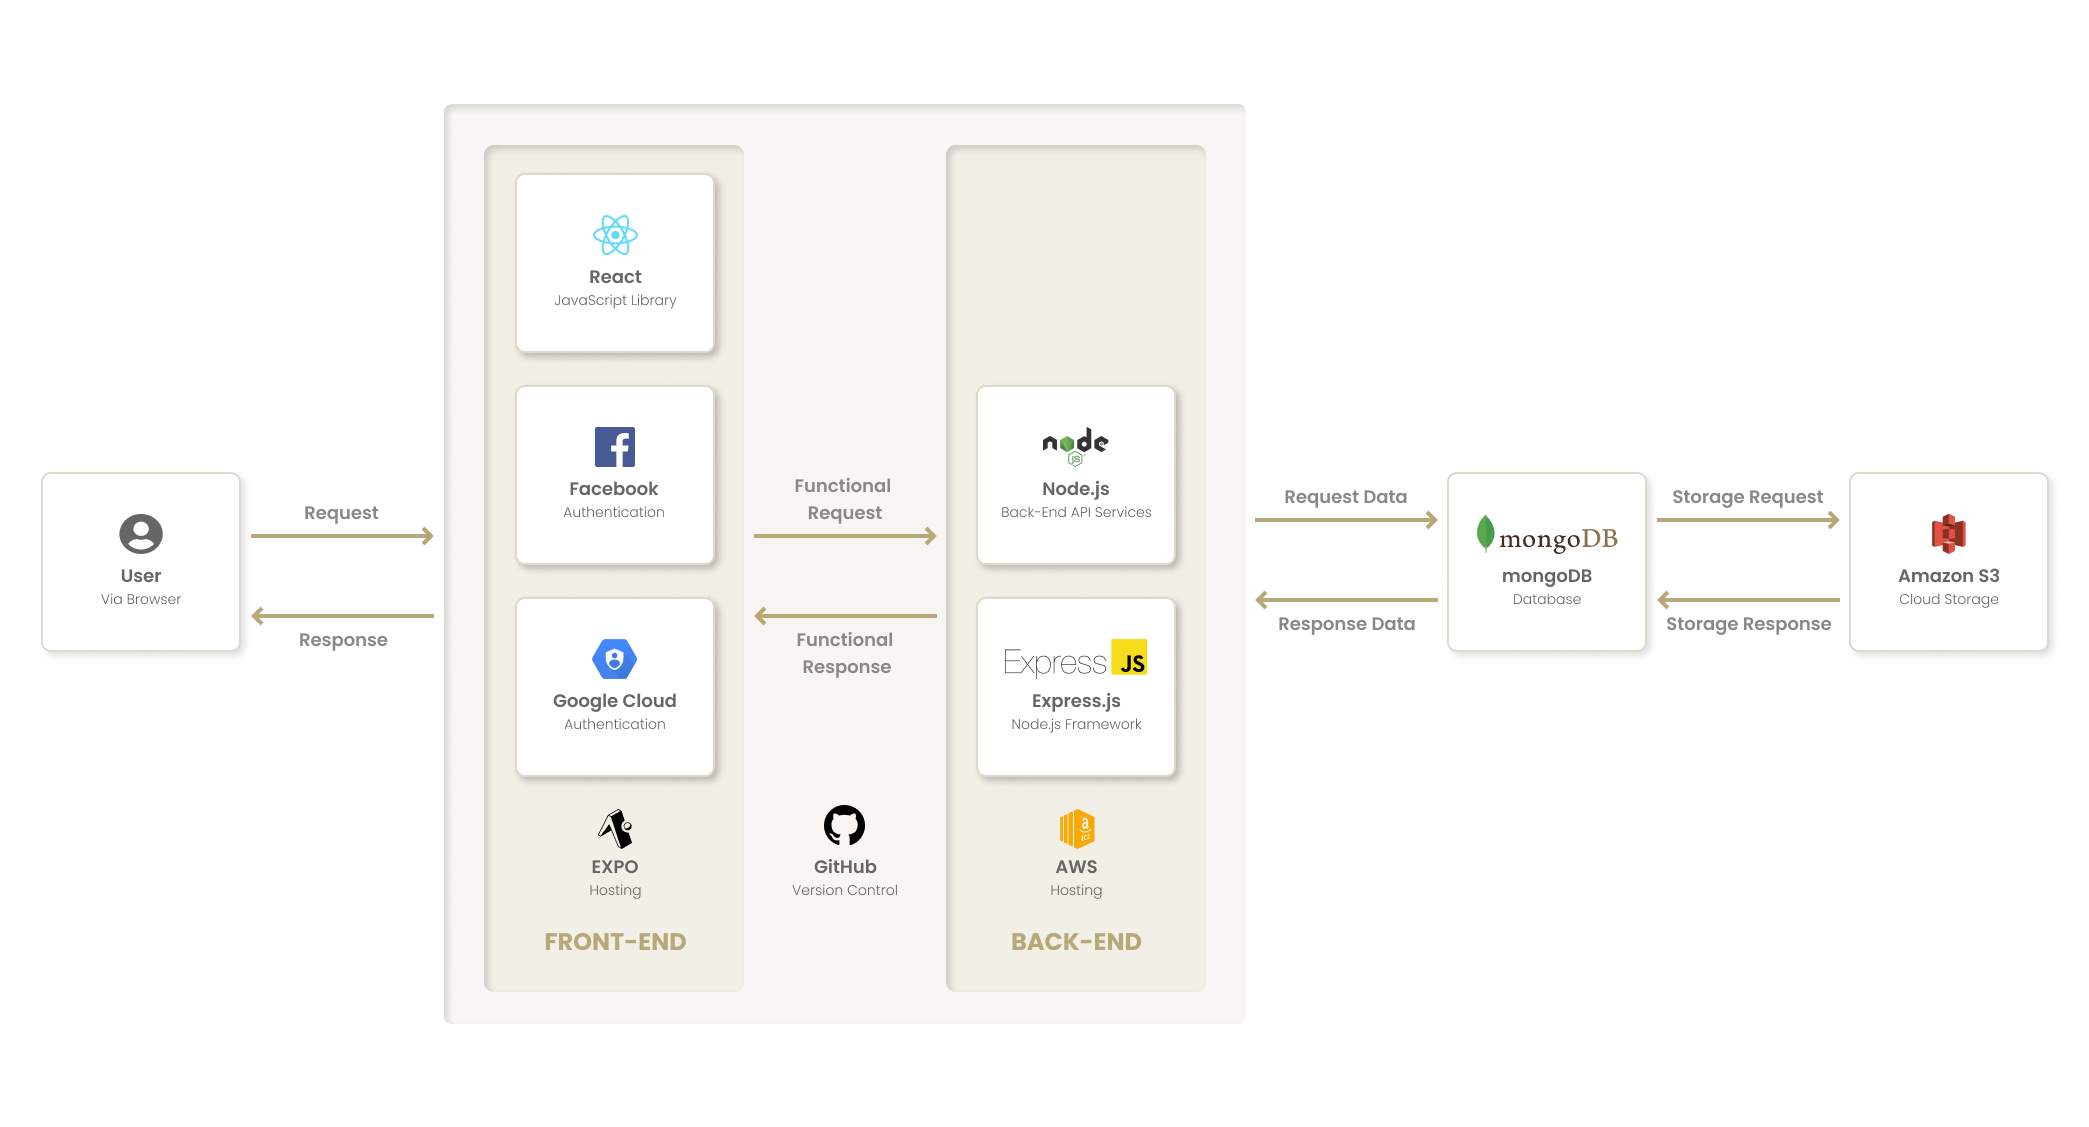 User
Via Browser
Request
Response
React
JavaScript Library
Facebook
Authentication
Google Cloud
Authentication
EXPO
Hosting
FRONT-END
Functional
Request
Functional
Response
GitHub
Version Control
node
JS
Node.js
Back-End API Services
Express JS
Express.js
Node.js Framework
a
EC2
AWS
Hosting
BACK-END
Request Data
Response Data
mongoDB
mongoDB
Database
Storage Request
Storage Response
Amazon S3
Cloud Storage